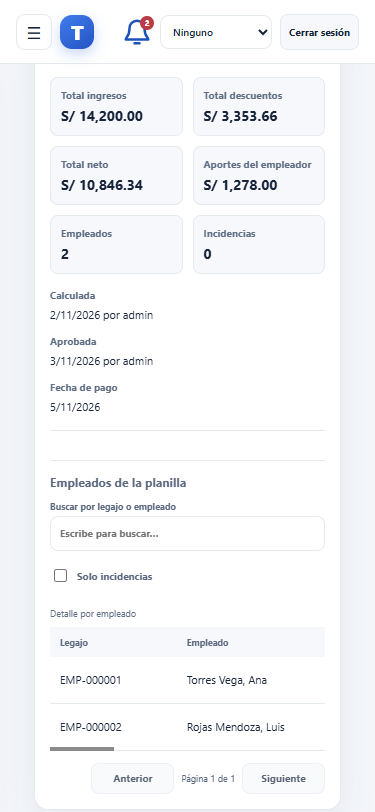 ☰ T 2 Ninguno Cerrar sesión
Total ingresos
S/ 14,200.00
Total descuentos
S/ 3,353.66
Total neto
S/ 10,846.34
Aportes del empleador
S/ 1,278.00
Empleados
2
Incidencias
0
Calculada
2/11/2026 por admin
Aprobada
3/11/2026 por admin
Fecha de pago
5/11/2026
Empleados de la planilla
Buscar por legajo o empleado
Escribe para buscar...
Solo incidencias
Detalle por empleado
Legajo Empleado
EMP-000001 Torres Vega, Ana
EMP-000002 Rojas Mendoza, Luis
Anterior Página 1 de 1 Siguiente